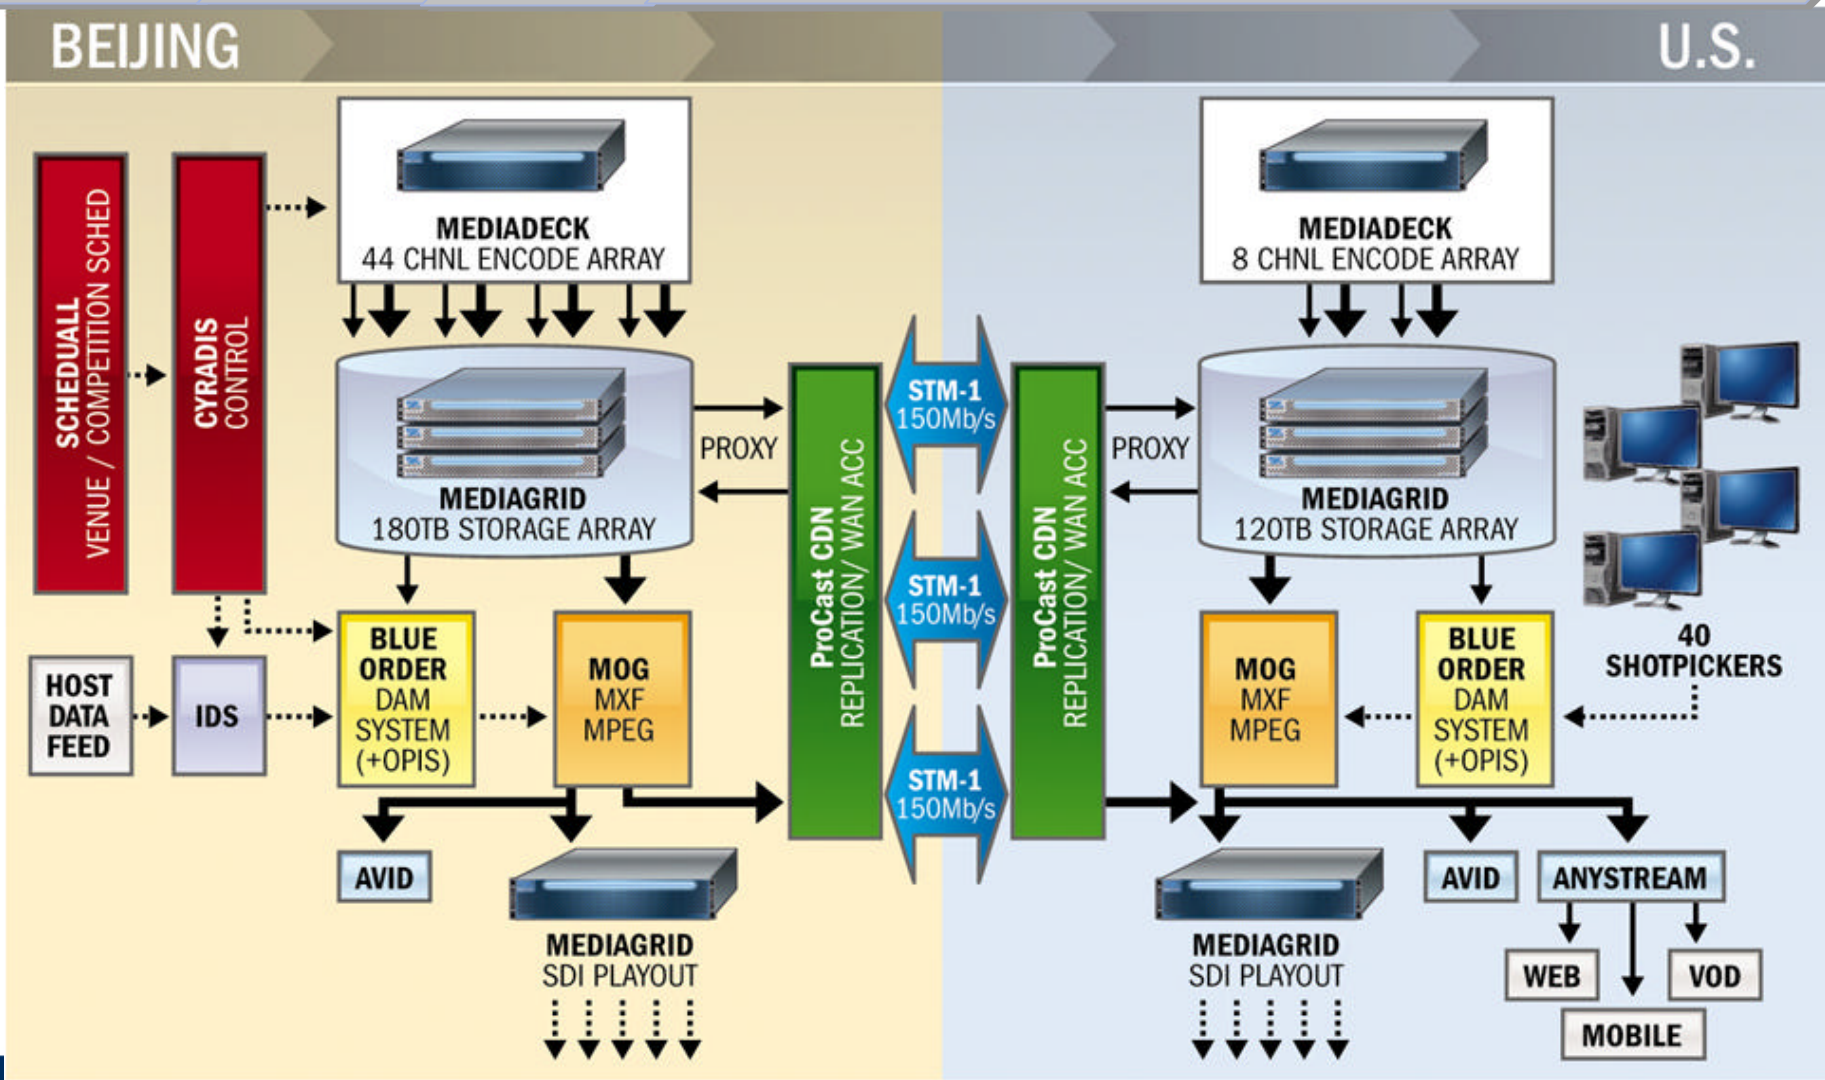 BEIJING
U.S.
SCHEDUALL
VENUE / COMPETITION SCHED
CYRADIS
CONTROL
MEDIADECK
44 CHNL ENCODE ARRAY
MEDIAGRID
180TB STORAGE ARRAY
PROXY
HOST
DATA
FEED
IDS
BLUE
ORDER
DAM
SYSTEM
(+OPIS)
MOG
MXF
MPEG
AVID
MEDIAGRID
SDI PLAYOUT
ProCast CDN
REPLICATION/ WAN ACC
STM-1
150Mb/s
STM-1
150Mb/s
STM-1
150Mb/s
ProCast CDN
REPLICATION/ WAN ACC
MEDIADECK
8 CHNL ENCODE ARRAY
PROXY
MEDIAGRID
120TB STORAGE ARRAY
40
SHOTPICKERS
MOG
MXF
MPEG
BLUE
ORDER
DAM
SYSTEM
(+OPIS)
MEDIAGRID
SDI PLAYOUT
AVID
ANYSTREAM
WEB
VOD
MOBILE